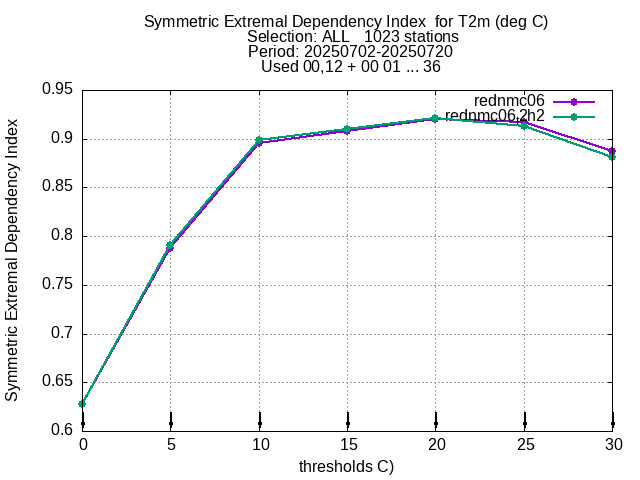 Symmetric Extremal Dependency Index  for T2m (deg C)
Selection: ALL   1023 stations
Period: 20250702-20250720
Used 00,12 + 00 01 ... 36
rednmc06
rednmc06.2h2
Symmetric Extremal Dependency Index
0.95
0.9
0.85
0.8
0.75
0.7
0.65
0.6
0 5 10 15 20 25 30
thresholds C)